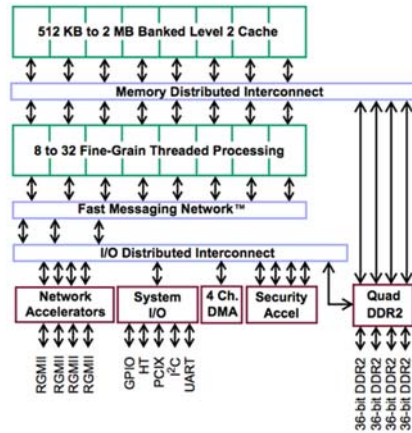 512 KB to 2 MB Banked Level 2 Cache
Memory Distributed Interconnect
8 to 32 Fine-Grain Threaded Processing
Fast Messaging Network™
I/O Distributed Interconnect
Network
Accelerators
System
I/O
4 Ch.
DMA
Security
Accel
Quad
DDR2
RGMII
RGMII
RGMII
RGMII
GPIO
HT
PCIX
I²C
UART
36-bit DDR2
36-bit DDR2
36-bit DDR2
36-bit DDR2